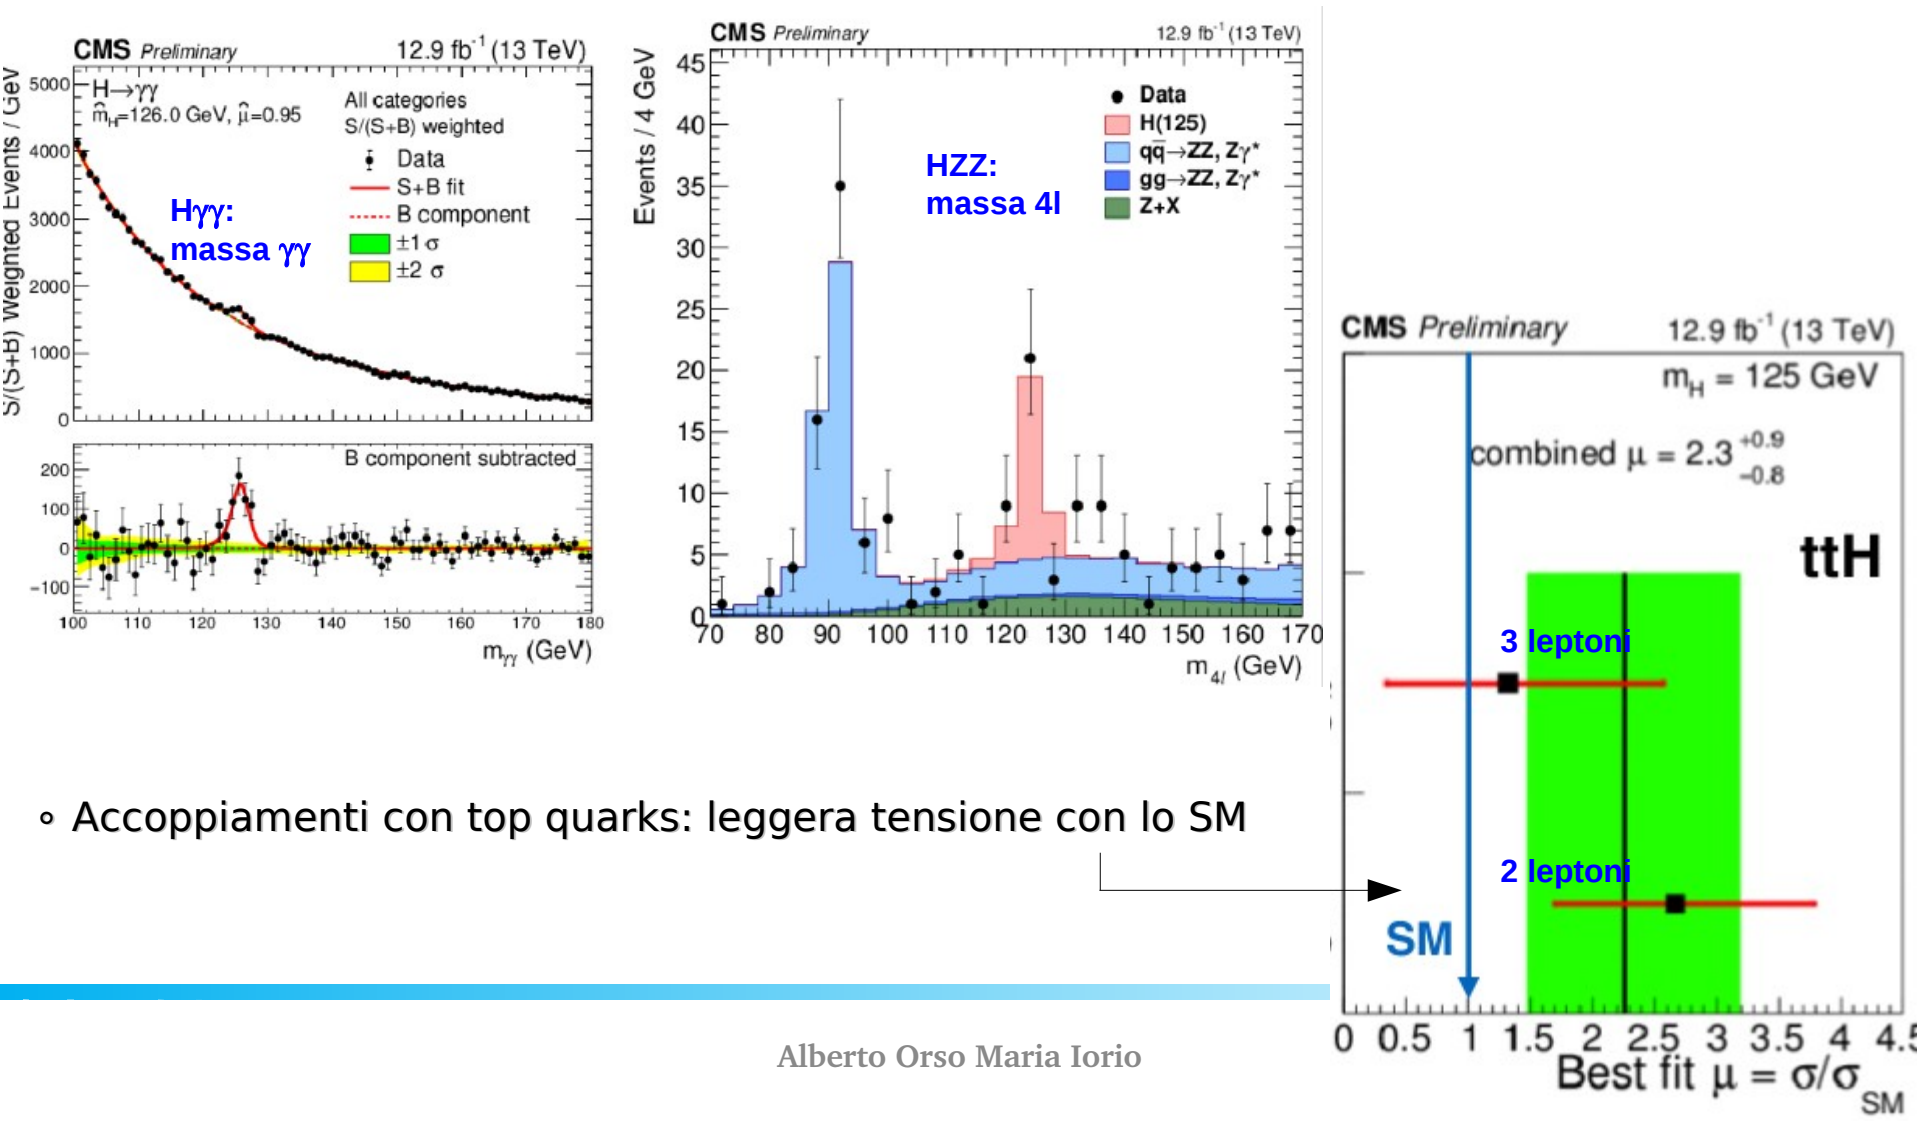 CMS Preliminary 12.9 fb⁻¹ (13 TeV)
S/(S+B) Weighted Events / GeV
5000
4000
3000
2000
1000
0
H→γγ
m̂_H=126.0 GeV, μ̂=0.95
All categories
S/(S+B) weighted
Data
S+B fit
B component
±1 σ
±2 σ
Hγγ:
massa γγ
B component subtracted
200
100
0
−100
100 110 120 130 140 150 160 170 180
m_γγ (GeV)
CMS Preliminary 12.9 fb⁻¹ (13 TeV)
Events / 4 GeV
45
40
35
30
25
20
15
10
5
0
Data
H(125)
qq̅→ZZ, Zγ*
gg→ZZ, Zγ*
Z+X
HZZ:
massa 4l
70 80 90 100 110 120 130 140 150 160 170
m_4l (GeV)
CMS Preliminary 12.9 fb⁻¹ (13 TeV)
m_H = 125 GeV
combined μ = 2.3 +0.9 −0.8
ttH
3 leptoni
2 leptoni
SM
0 0.5 1 1.5 2 2.5 3 3.5 4 4.5
Best fit μ = σ/σ_SM
Accoppiamenti con top quarks: leggera tensione con lo SM
Alberto Orso Maria Iorio